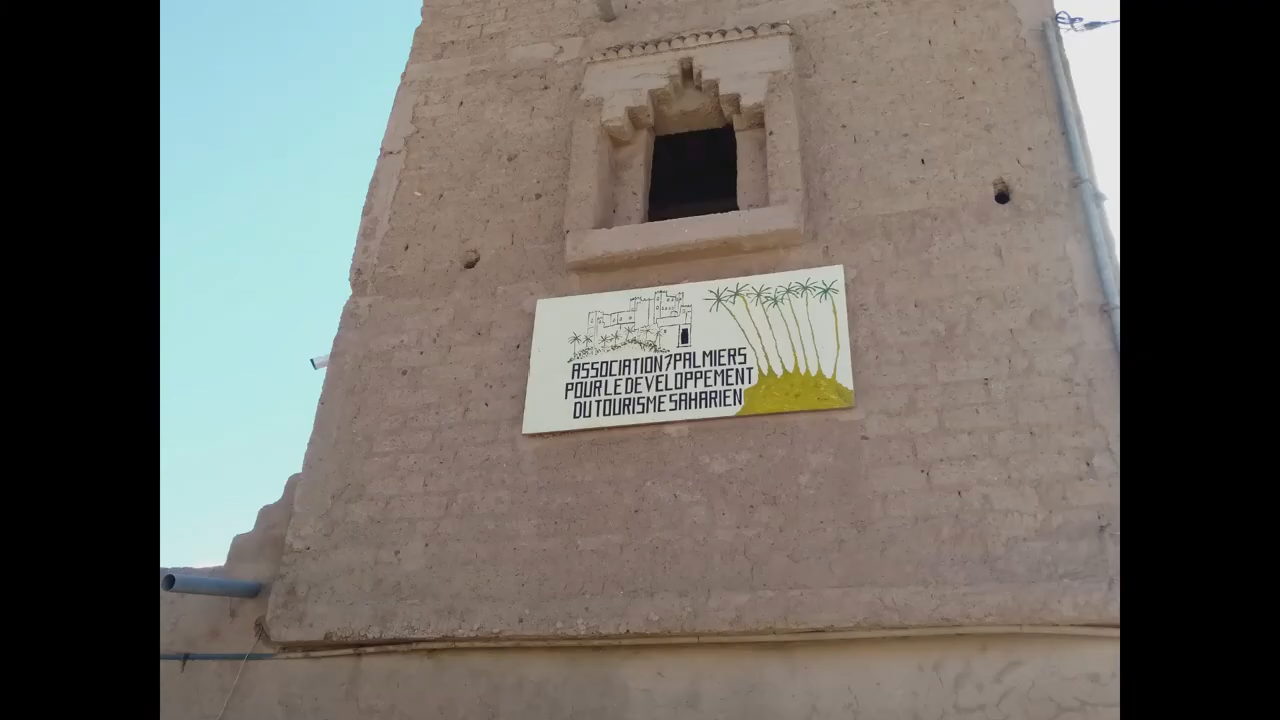 ASSOCIATION 7 PALMIERS
POUR LE DEVELOPPEMENT
DU TOURISME SAHARIEN